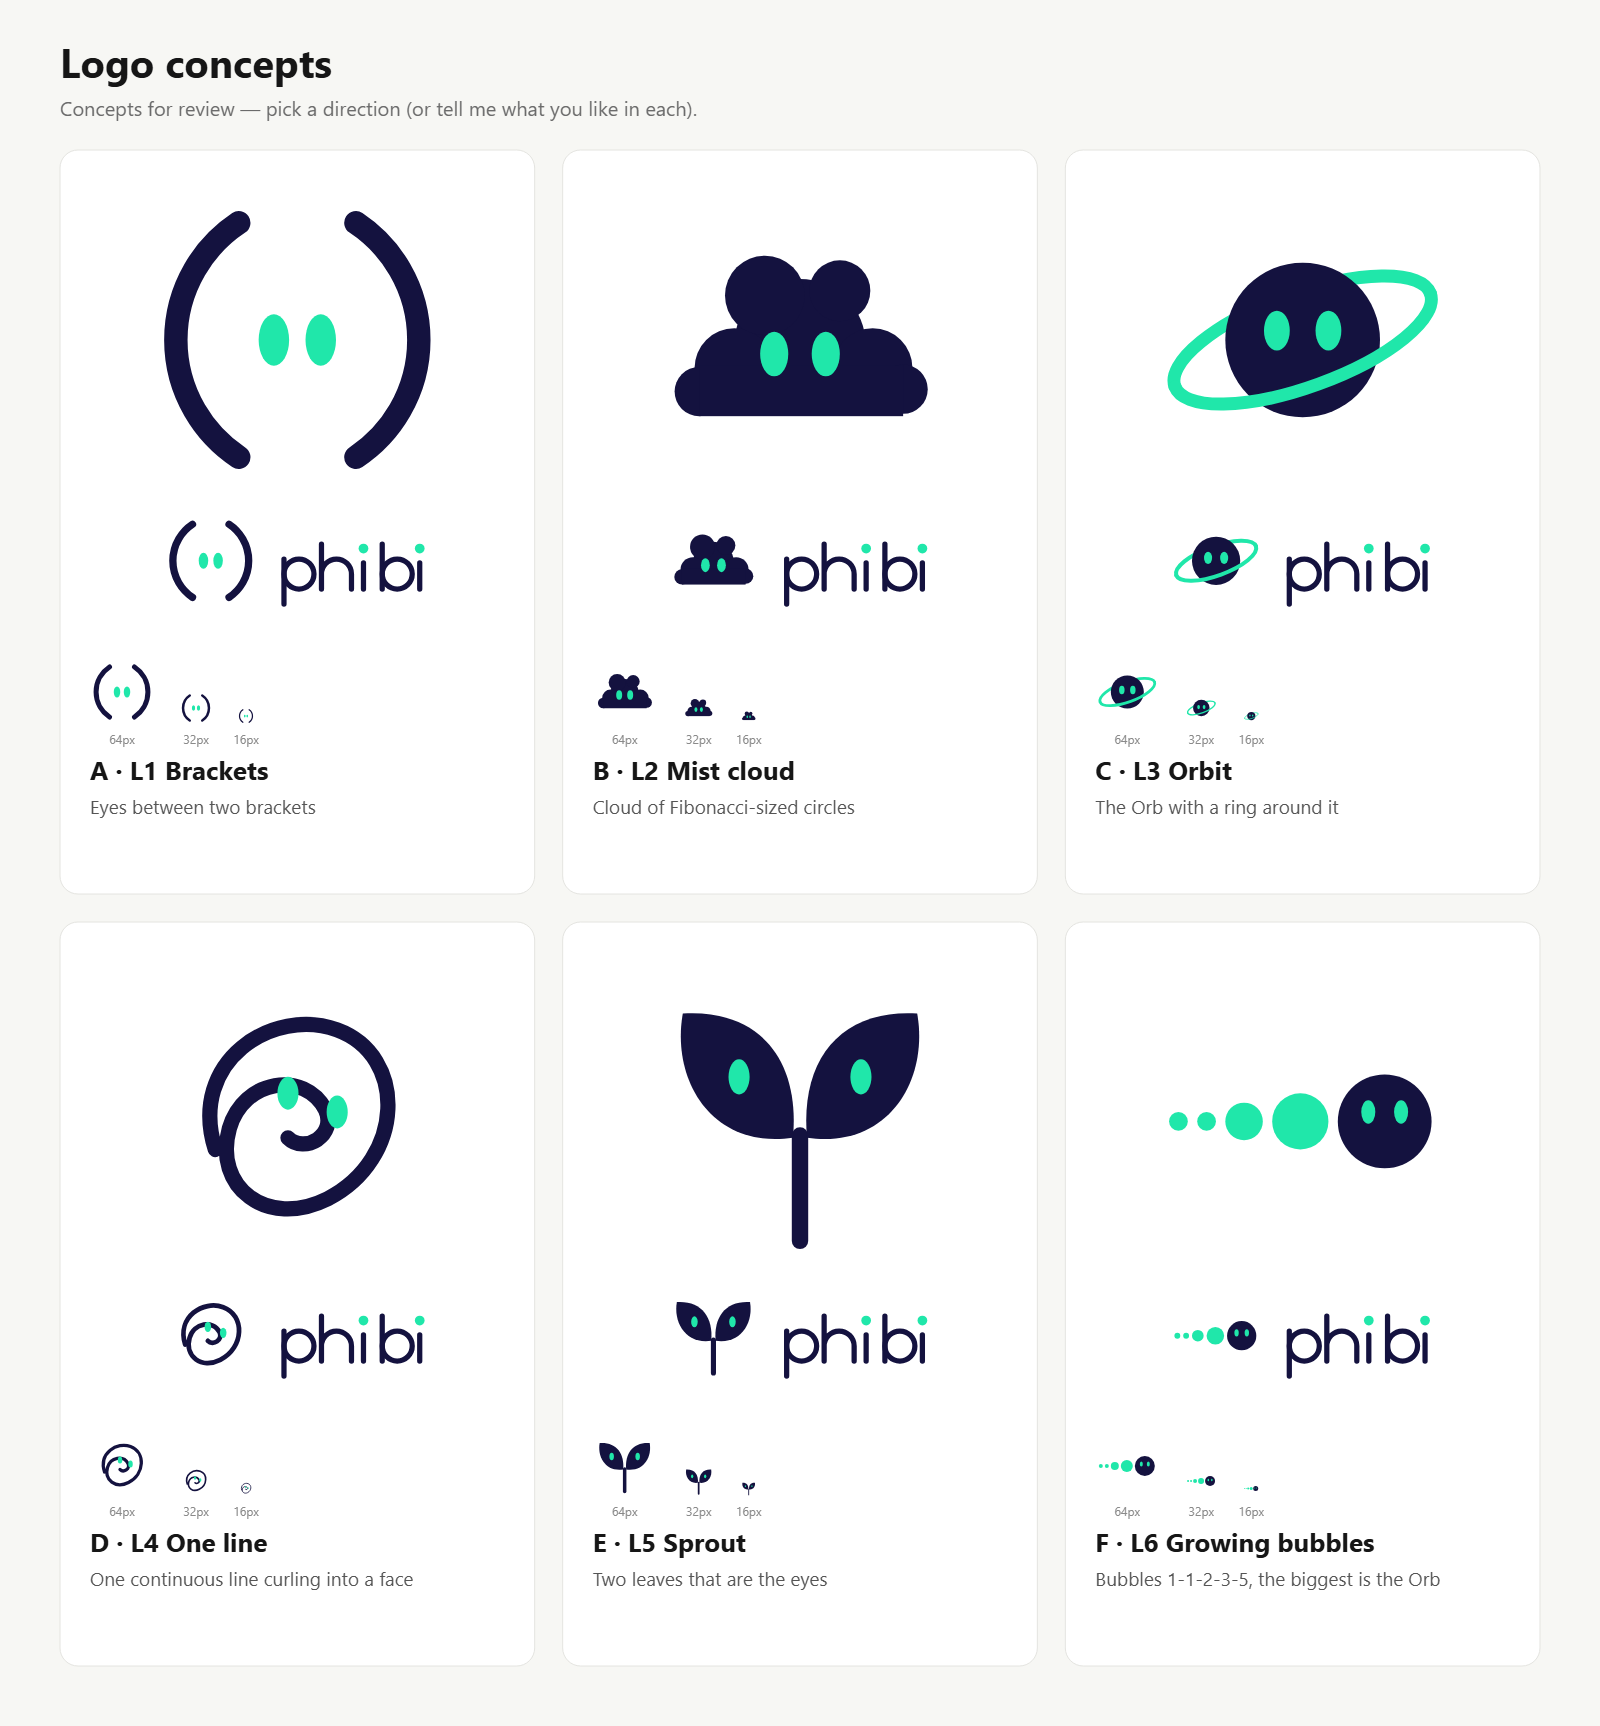 Logo concepts
Concepts for review — pick a direction (or tell me what you like in each).
phibi
64px 32px 16px
A · L1 Brackets
Eyes between two brackets
phibi
64px 32px 16px
B · L2 Mist cloud
Cloud of Fibonacci-sized circles
phibi
64px 32px 16px
C · L3 Orbit
The Orb with a ring around it
phibi
64px 32px 16px
D · L4 One line
One continuous line curling into a face
phibi
64px 32px 16px
E · L5 Sprout
Two leaves that are the eyes
phibi
64px 32px 16px
F · L6 Growing bubbles
Bubbles 1-1-2-3-5, the biggest is the Orb